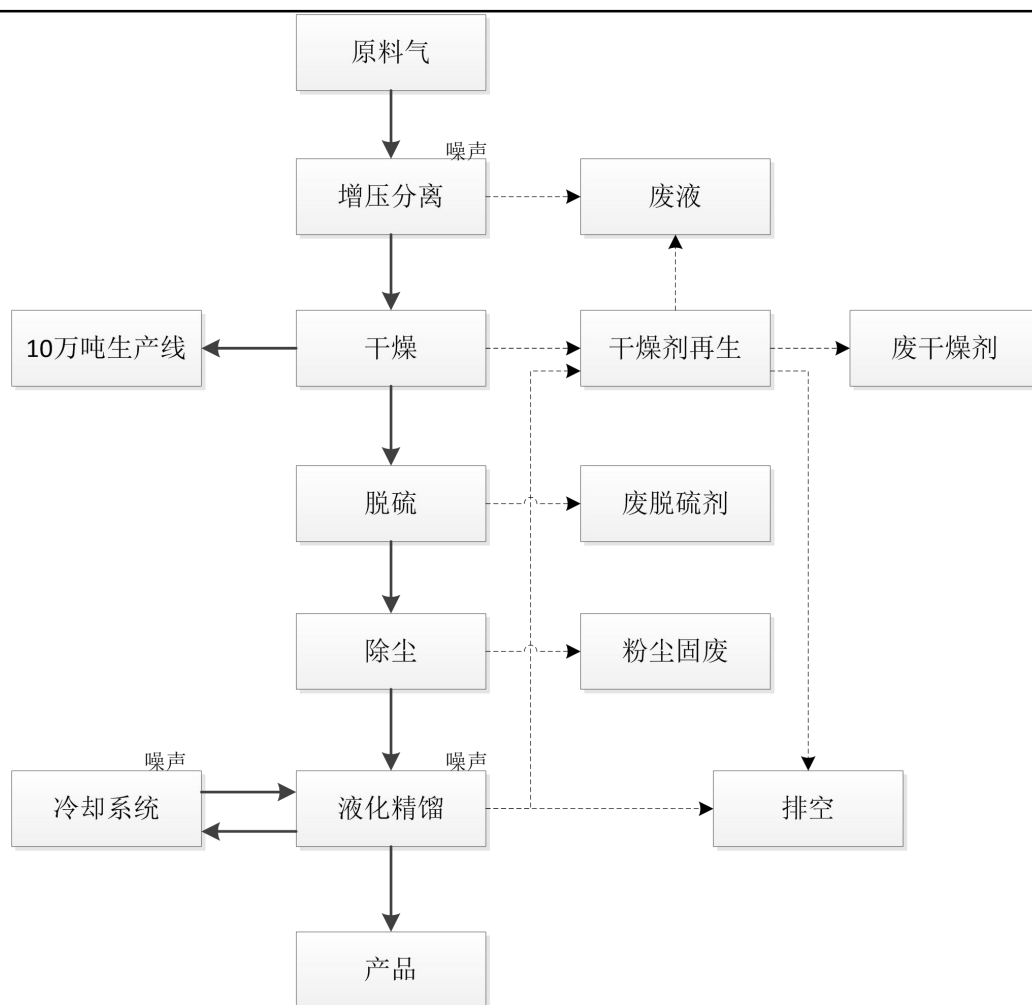 原料气
噪声
增压分离
废液
10万吨生产线
干燥
干燥剂再生
废干燥剂
脱硫
废脱硫剂
除尘
粉尘固废
噪声
噪声
冷却系统
液化精馏
排空
产品